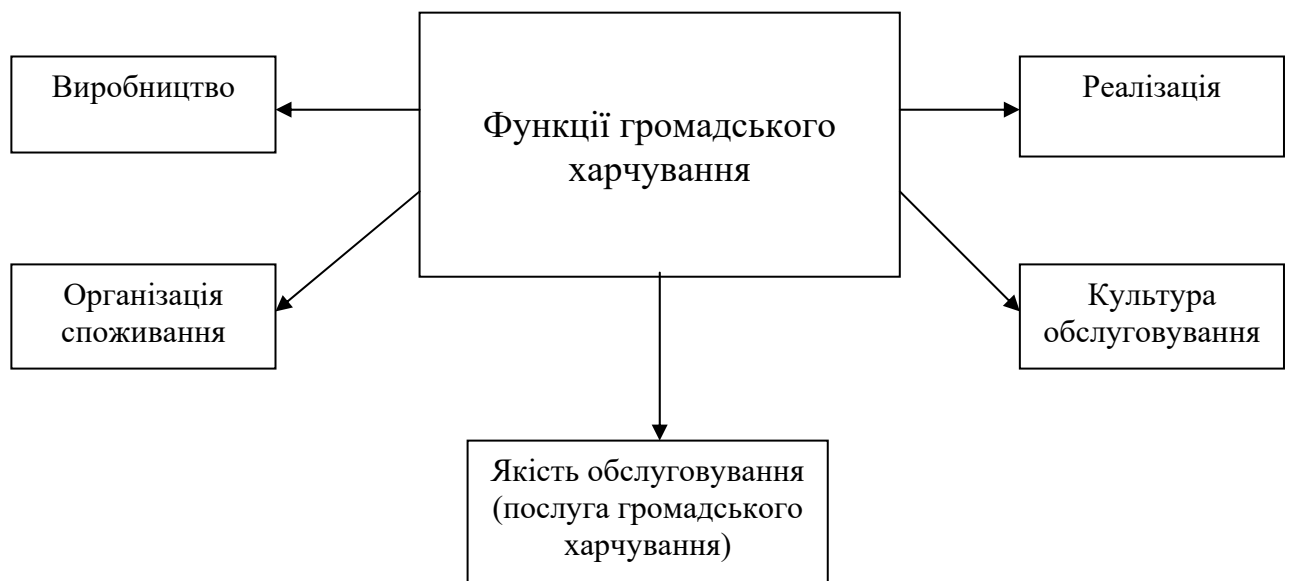 Виробництво
Функції громадського
харчування
Реалізація
Організація
споживання
Культура
обслуговування
Якість обслуговування
(послуга громадського
харчування)